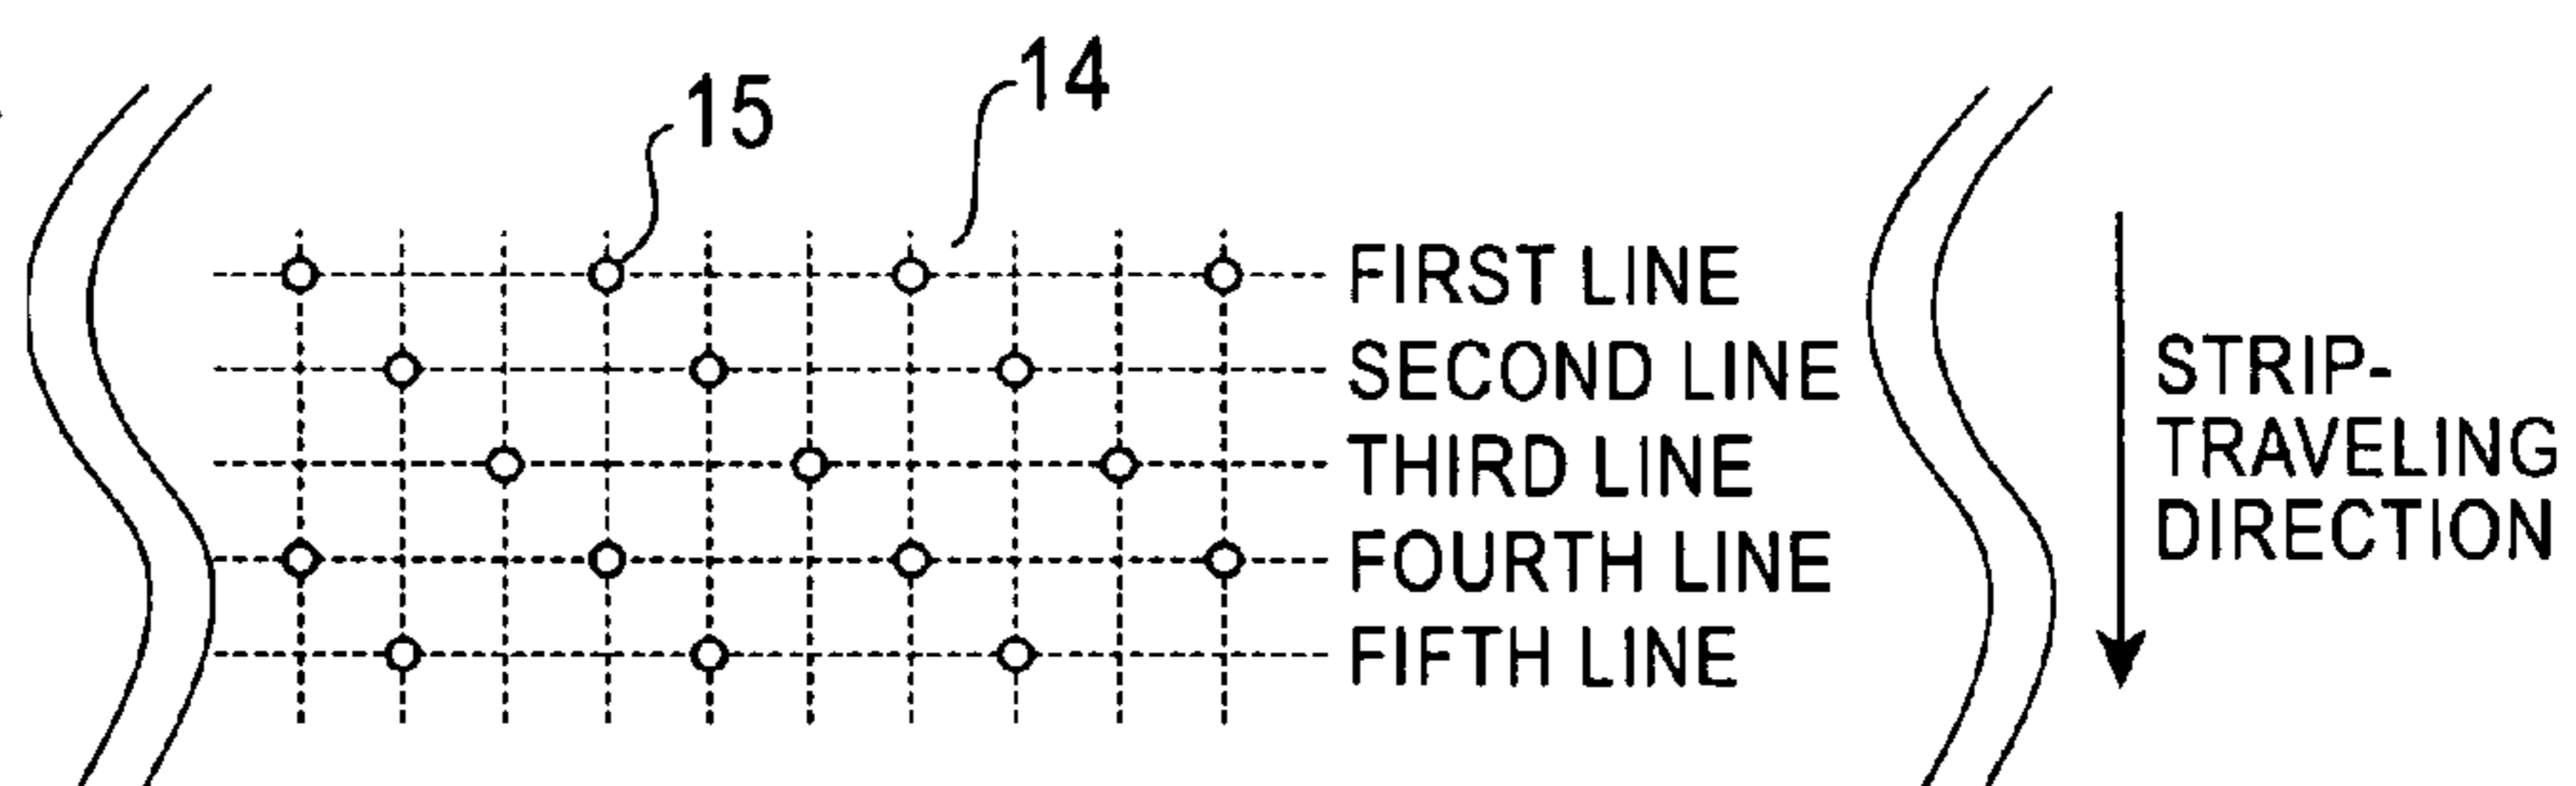 15
14
FIRST LINE
SECOND LINE
THIRD LINE
FOURTH LINE
FIFTH LINE
STRIP-
TRAVELING
DIRECTION